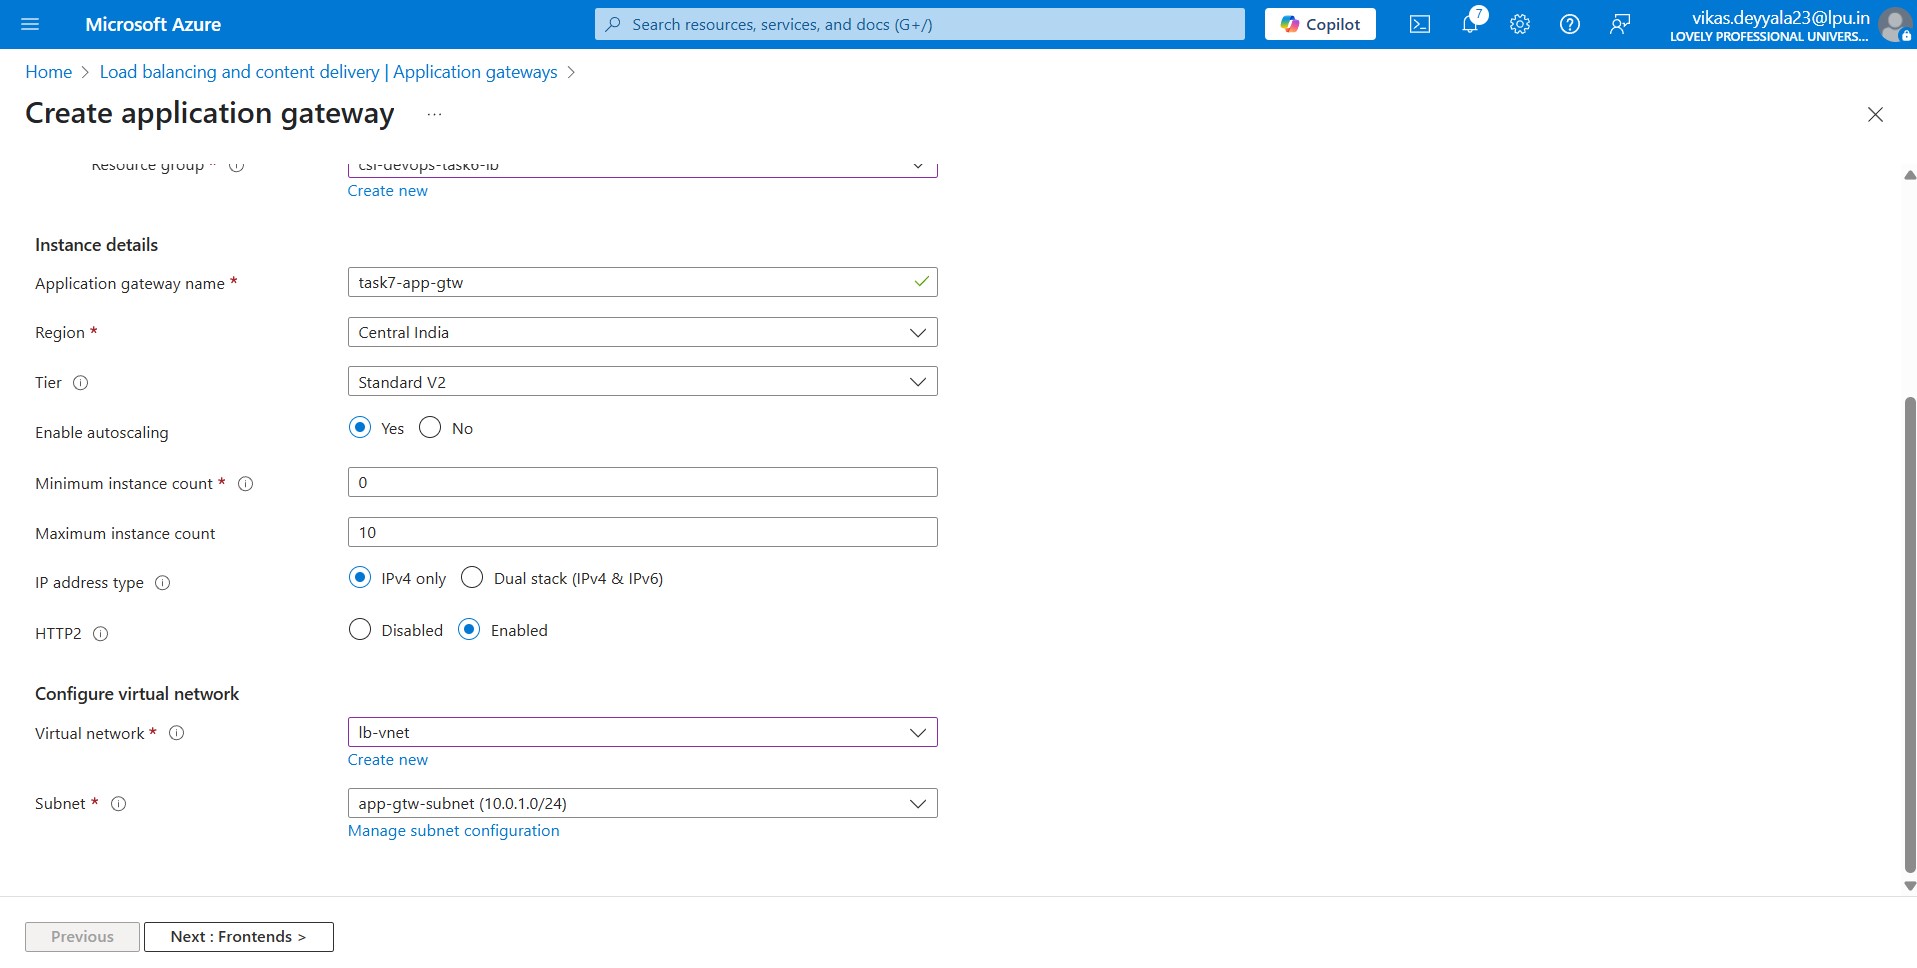 Microsoft Azure
Search resources, services, and docs (G+/)
Copilot
7
vikas.deyyala23@lpu.in
LOVELY PROFESSIONAL UNIVERS...
Home > Load balancing and content delivery | Application gateways >
Create application gateway ...
Resource group * csi-devops-task6-lb
Create new
Instance details
Application gateway name * task7-app-gtw
Region * Central India
Tier Standard V2
Enable autoscaling Yes No
Minimum instance count * 0
Maximum instance count 10
IP address type IPv4 only Dual stack (IPv4 & IPv6)
HTTP2 Disabled Enabled
Configure virtual network
Virtual network * lb-vnet
Create new
Subnet * app-gtw-subnet (10.0.1.0/24)
Manage subnet configuration
Previous Next : Frontends >